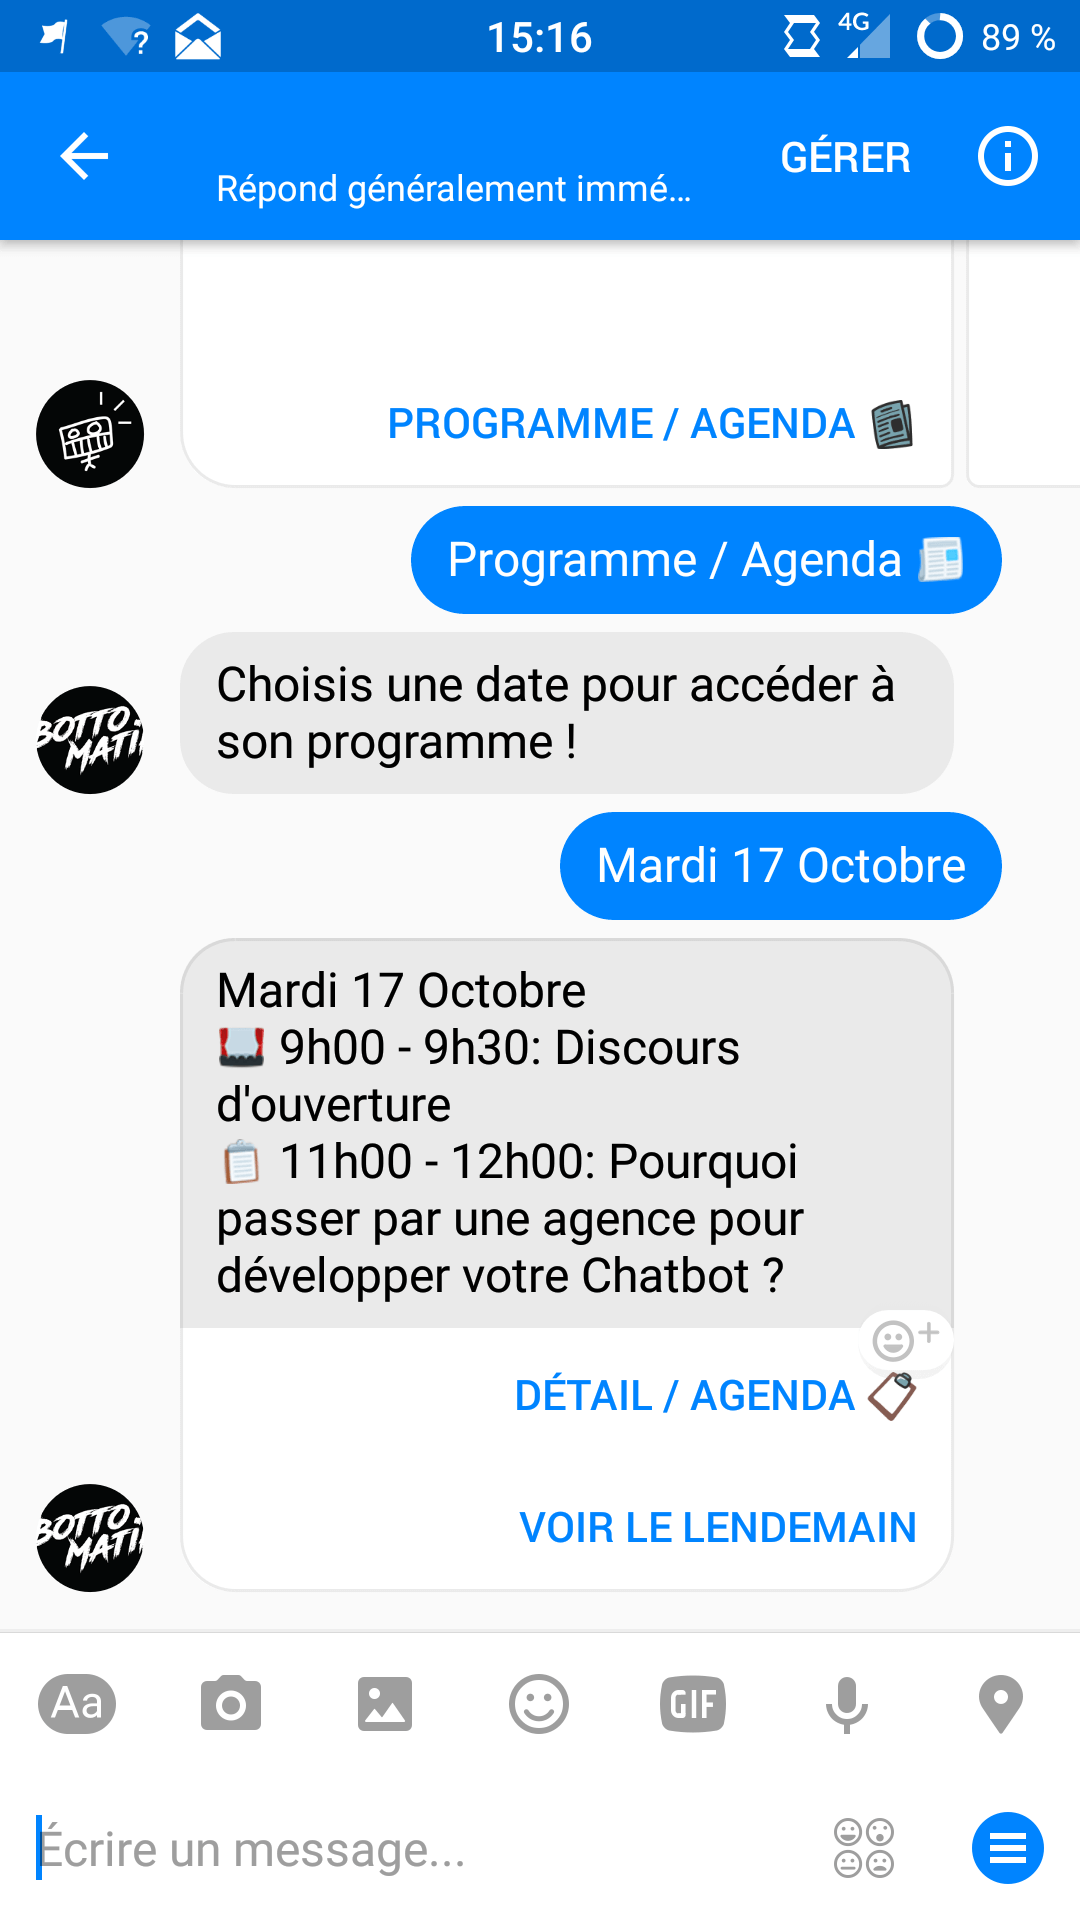 15:16
4G
89 %
Répond généralement immé...
GÉRER
PROGRAMME / AGENDA
Programme / Agenda
Choisis une date pour accéder à
son programme !
BOTTO
MATI
Mardi 17 Octobre
Mardi 17 Octobre
9h00 - 9h30: Discours
d'ouverture
11h00 - 12h00: Pourquoi
passer par une agence pour
développer votre Chatbot ?
DÉTAIL / AGENDA
VOIR LE LENDEMAIN
BOTTO
MATI
Aa
GIF
Écrire un message...